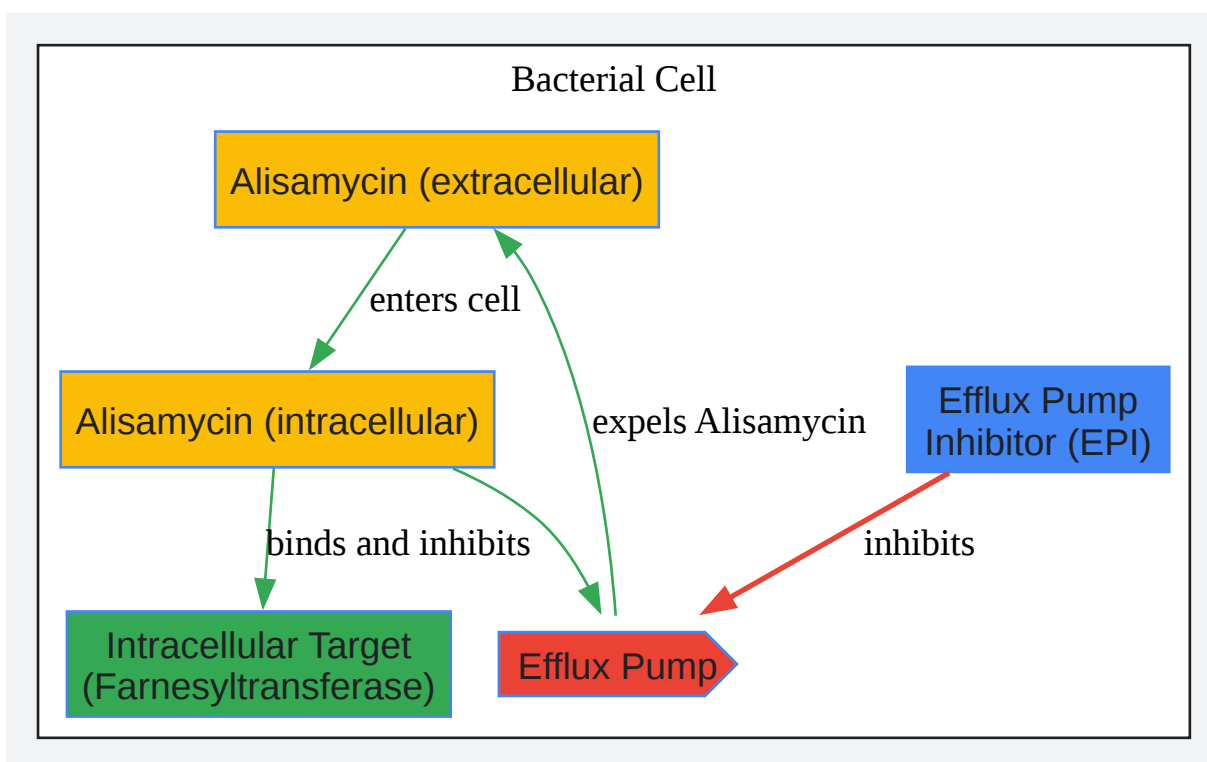 Bacterial Cell
Alisamycin (extracellular)
enters cell
Alisamycin (intracellular)
expels Alisamycin
Efflux Pump
Inhibitor (EPI)
binds and inhibits
inhibits
Intracellular Target
(Farnesyltransferase)
Efflux Pump